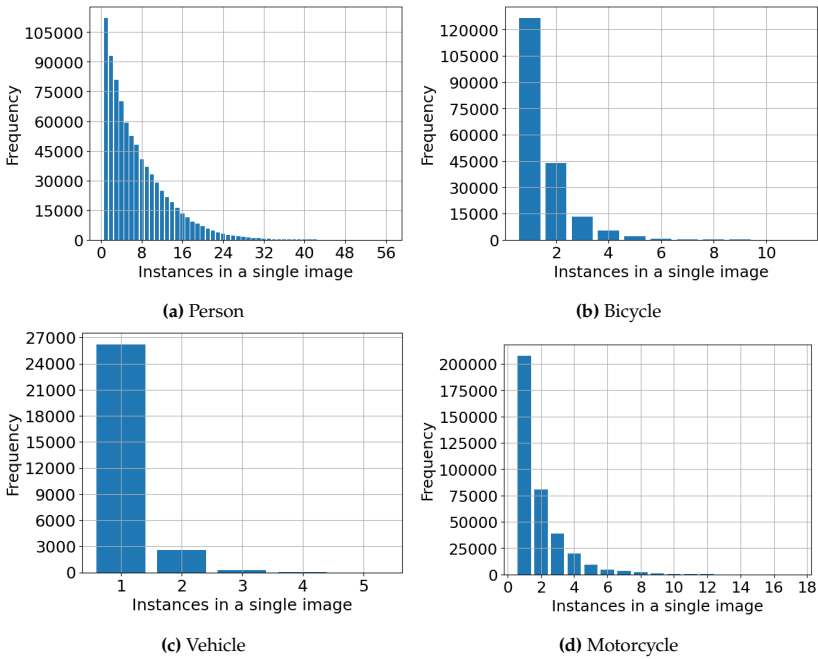 105000
90000
75000
60000
45000
30000
15000
0
Frequency
0 8 16 24 32 40 48 56
Instances in a single image
(a) Person
120000
105000
90000
75000
60000
45000
30000
15000
0
Frequency
2 4 6 8 10
Instances in a single image
(b) Bicycle
27000
24000
21000
18000
15000
12000
9000
6000
3000
0
Frequency
1 2 3 4 5
Instances in a single image
(c) Vehicle
200000
175000
150000
125000
100000
75000
50000
25000
0
Frequency
0 2 4 6 8 10 12 14 16 18
Instances in a single image
(d) Motorcycle